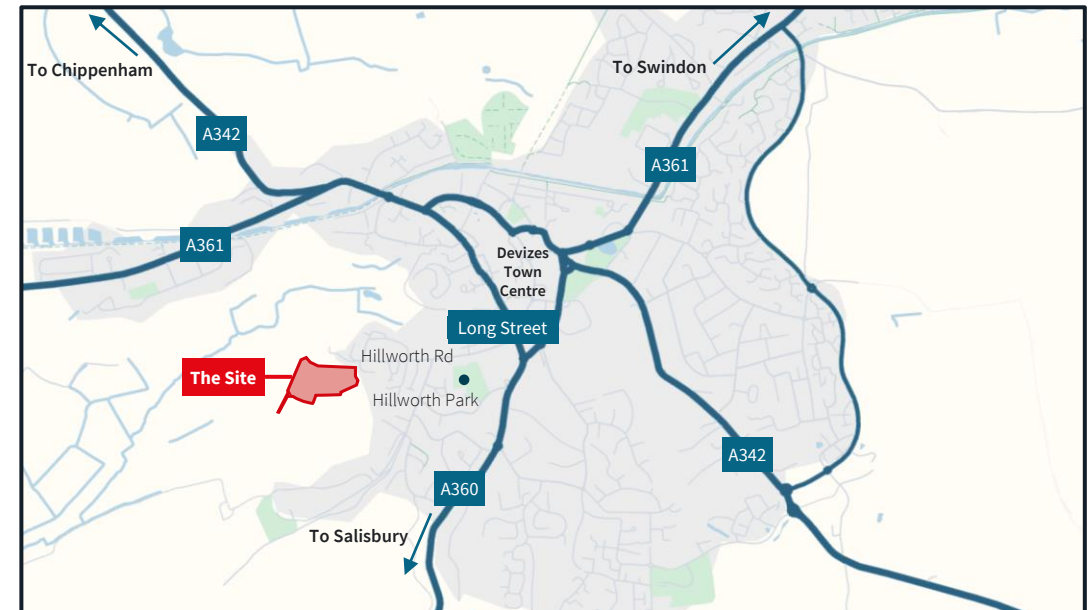 To Chippenham
To Swindon
A342
A361
A361
Devizes
Town
Centre
Long Street
The Site
Hillworth Rd
Hillworth Park
A342
A360
To Salisbury